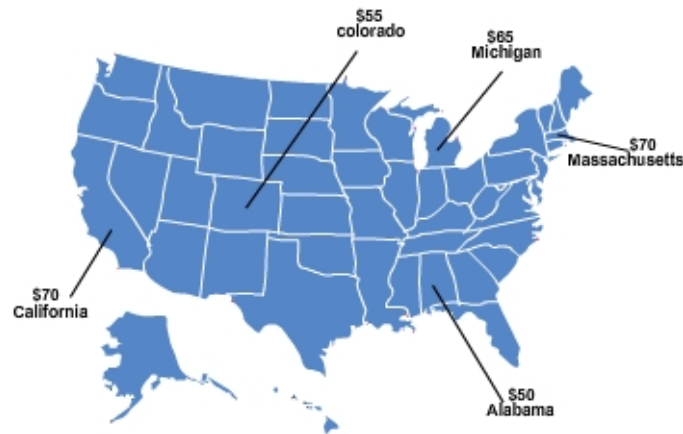 $55
colorado
$65
Michigan
$70
Massachusetts
$70
California
$50
Alabama